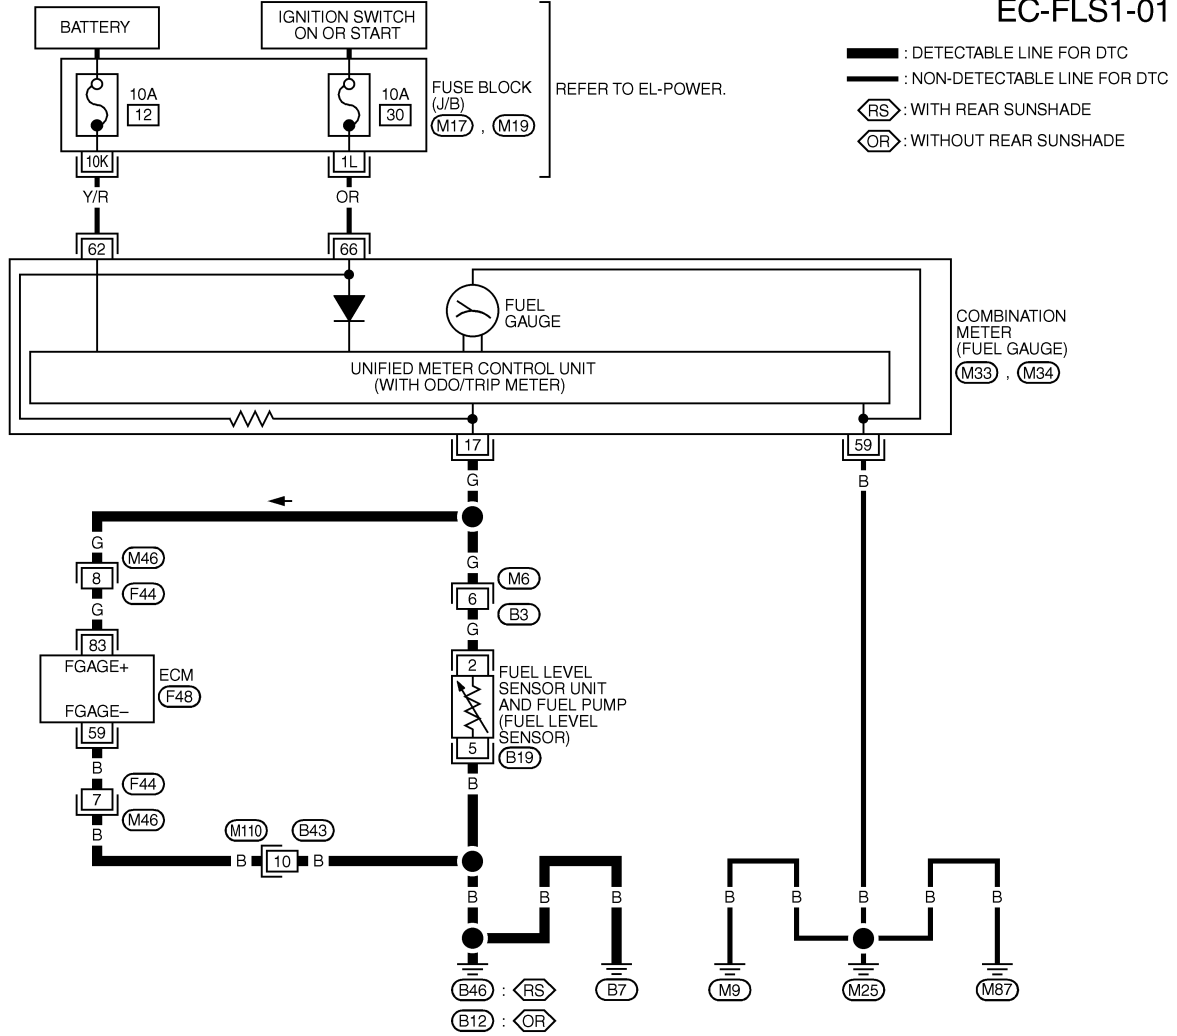 EC-FLS1-01
BATTERY
IGNITION SWITCH
ON OR START
: DETECTABLE LINE FOR DTC
: NON-DETECTABLE LINE FOR DTC
RS : WITH REAR SUNSHADE
OR : WITHOUT REAR SUNSHADE
10A
12
10A
30
FUSE BLOCK
(J/B)
M17 , M19
REFER TO EL-POWER.
10K
1L
Y/R
OR
62
66
FUEL
GAUGE
COMBINATION
METER
(FUEL GAUGE)
M33 , M34
UNIFIED METER CONTROL UNIT
(WITH ODO/TRIP METER)
17
59
G
B
G
M46
8
F44
G
83
FGAGE+
ECM
F48
FGAGE–
59
B
F44
7
M46
B
G
M6
6
B3
G
2
FUEL LEVEL
SENSOR UNIT
AND FUEL PUMP
(FUEL LEVEL
SENSOR)
5
B19
B
M110
B43
B 10 B
B
B
B
B
B
B
B
B
B46 : RS
B7
M9
M25
M87
B12 : OR